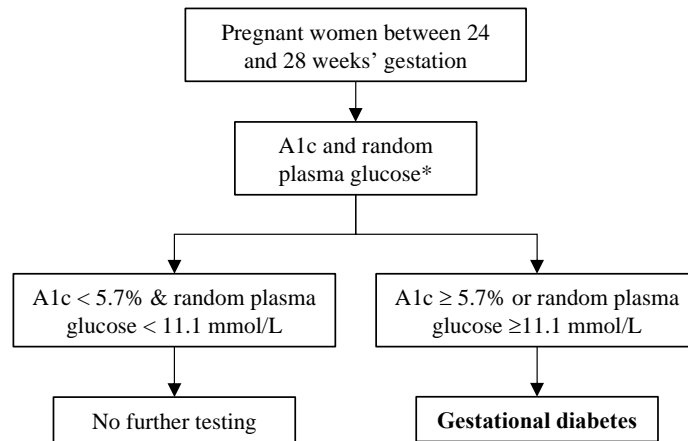 Pregnant women between 24
and 28 weeks’ gestation
A1c and random
plasma glucose*
A1c < 5.7% & random plasma
glucose < 11.1 mmol/L
A1c ≥ 5.7% or random plasma
glucose ≥11.1 mmol/L
No further testing
Gestational diabetes